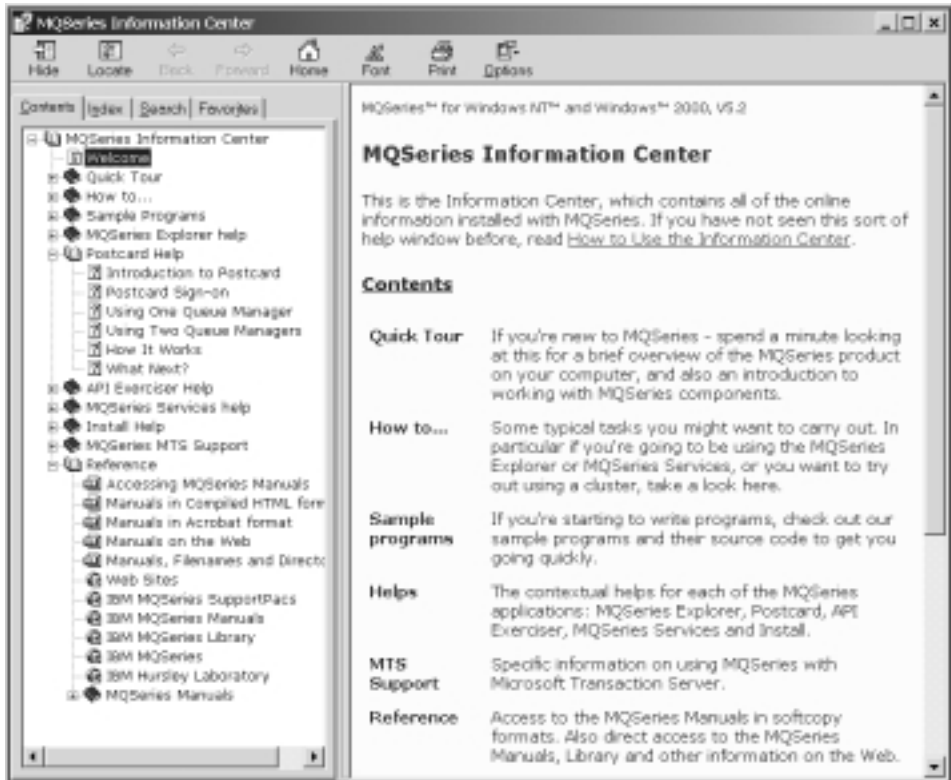 MQSeries Information Center
Hide Locate Back Forward Home Font Print Options
Contents Index Search Favorites
MQSeries Information Center
Welcome
Quick Tour
How to...
Sample Programs
MQSeries Explorer help
Postcard Help
Introduction to Postcard
Postcard Sign-on
Using One Queue Manager
Using Two Queue Managers
How It Works
What Next?
API Exerciser Help
MQSeries Services help
Install Help
MQSeries MTS Support
Reference
Accessing MQSeries Manuals
Manuals in Compiled HTML form
Manuals in Acrobat format
Manuals on the Web
Manuals, Filenames and Directo
Web Sites
IBM MQSeries SupportPacs
IBM MQSeries Manuals
IBM MQSeries Library
IBM MQSeries
IBM Hursley Laboratory
MQSeries Manuals
MQSeries™ for Windows NT™ and Windows™ 2000, V5.2
MQSeries Information Center
This is the Information Center, which contains all of the online
information installed with MQSeries. If you have not seen this sort of
help window before, read How to Use the Information Center.
Contents
Quick Tour If you're new to MQSeries - spend a minute looking
at this for a brief overview of the MQSeries product
on your computer, and also an introduction to
working with MQSeries components.
How to... Some typical tasks you might want to carry out. In
particular if you're going to be using the MQSeries
Explorer or MQSeries Services, or you want to try
out using a cluster, take a look here.
Sample If you're starting to write programs, check out our
programs sample programs and their source code to get you
going quickly.
Helps The contextual helps for each of the MQSeries
applications: MQSeries Explorer, Postcard, API
Exerciser, MQSeries Services and Install.
MTS Specific information on using MQSeries with
Support Microsoft Transaction Server.
Reference Access to the MQSeries Manuals in softcopy
formats. Also direct access to the MQSeries
Manuals, Library and other information on the Web.